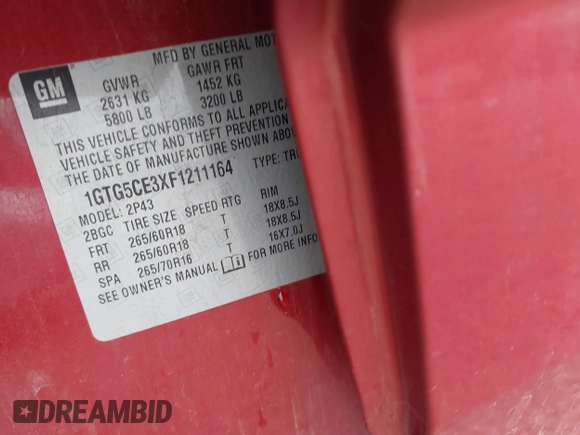 GM
MFD BY GENERAL MOT
GVWR GAWR FRT
2631 KG 1452 KG
5800 LB 3200 LB
THIS VEHICLE CONFORMS TO ALL APPLICA
VEHICLE SAFETY AND THEFT PREVENTION
THE DATE OF MANUFACTURE SHOWN ABO
1GTG5CE3XF1211164 TYPE: TRU
MODEL: 2P43
2BGC TIRE SIZE SPEED RTG RIM
FRT 265/60R18 T 18X8.5J
RR 265/60R18 T 18X8.5J
SPA 265/70R16 T 16X7.0J
SEE OWNER'S MANUAL FOR MORE INFO
DREAMBID